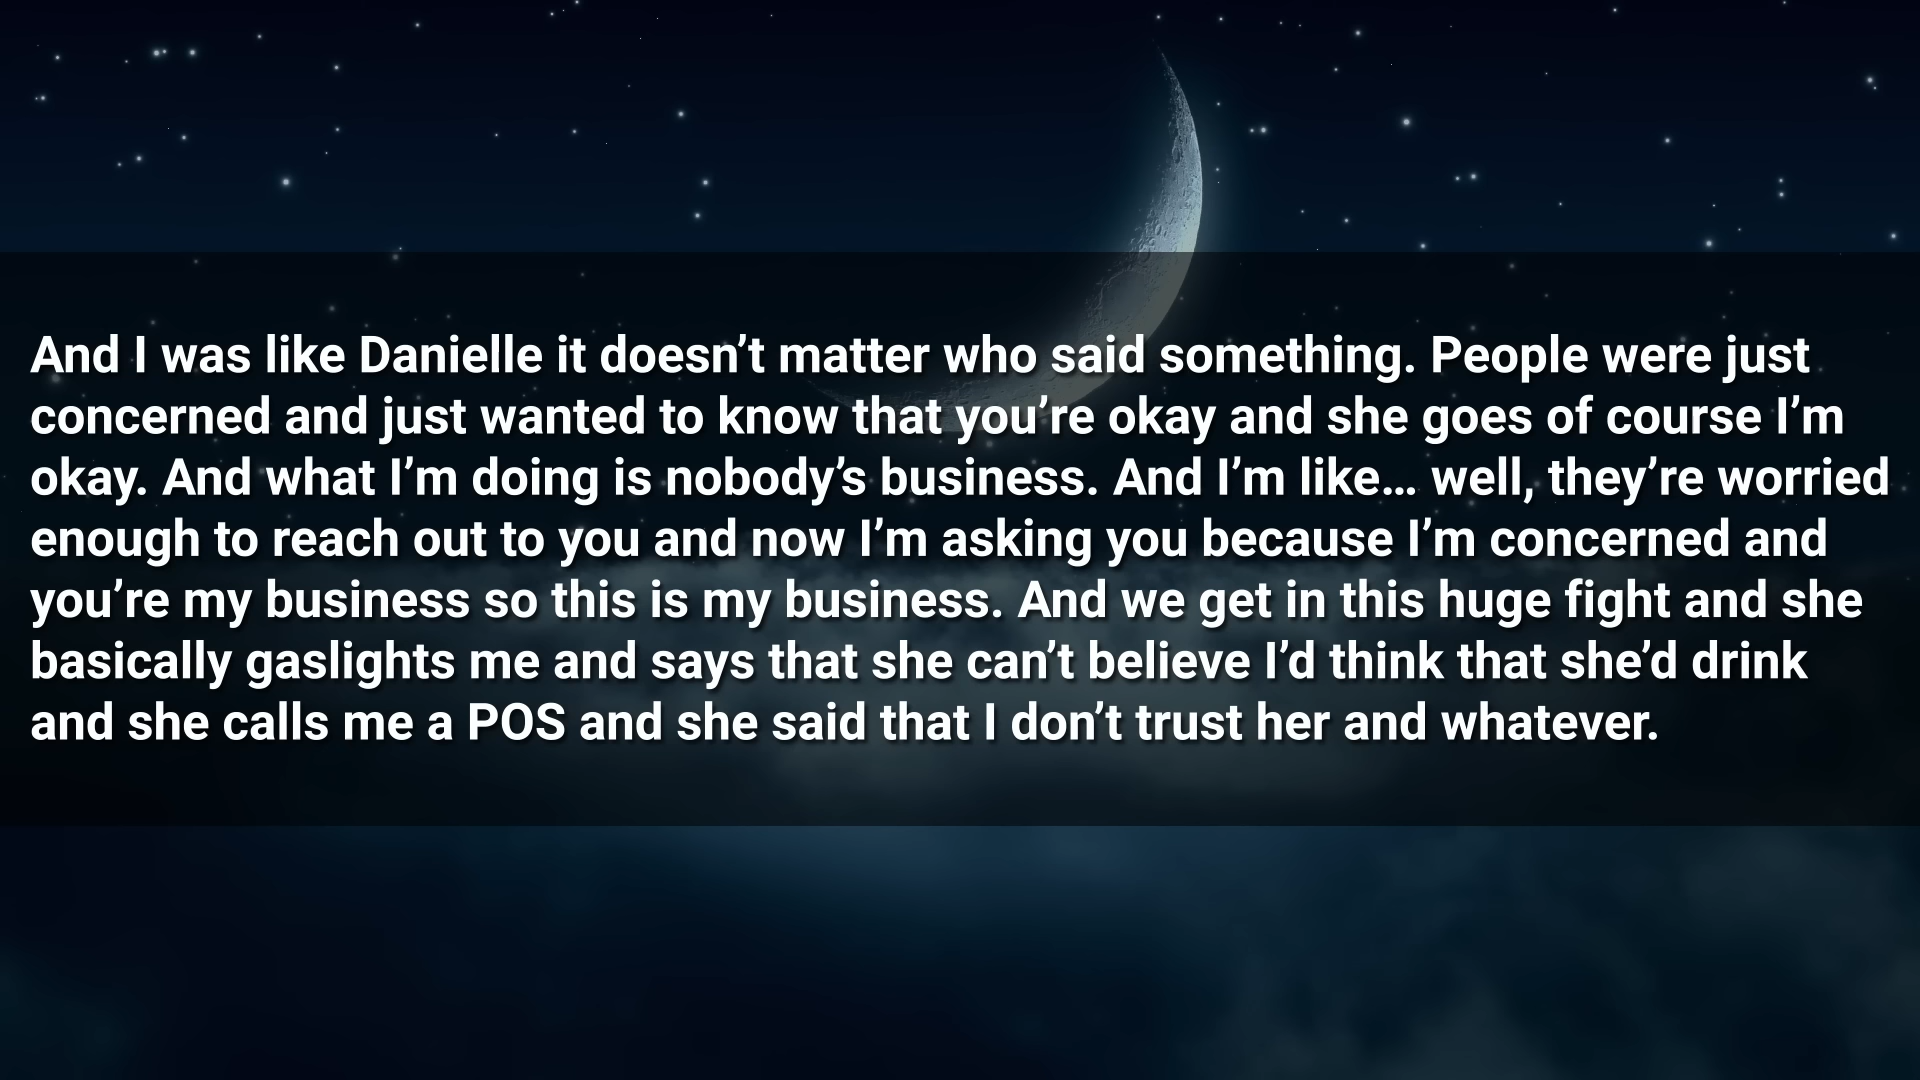 And I was like Danielle it doesn’t matter who said something. People were just
concerned and just wanted to know that you’re okay and she goes of course I’m
okay. And what I’m doing is nobody’s business. And I’m like… well, they’re worried
enough to reach out to you and now I’m asking you because I’m concerned and
you’re my business so this is my business. And we get in this huge fight and she
basically gaslights me and says that she can’t believe I’d think that she’d drink
and she calls me a POS and she said that I don’t trust her and whatever.